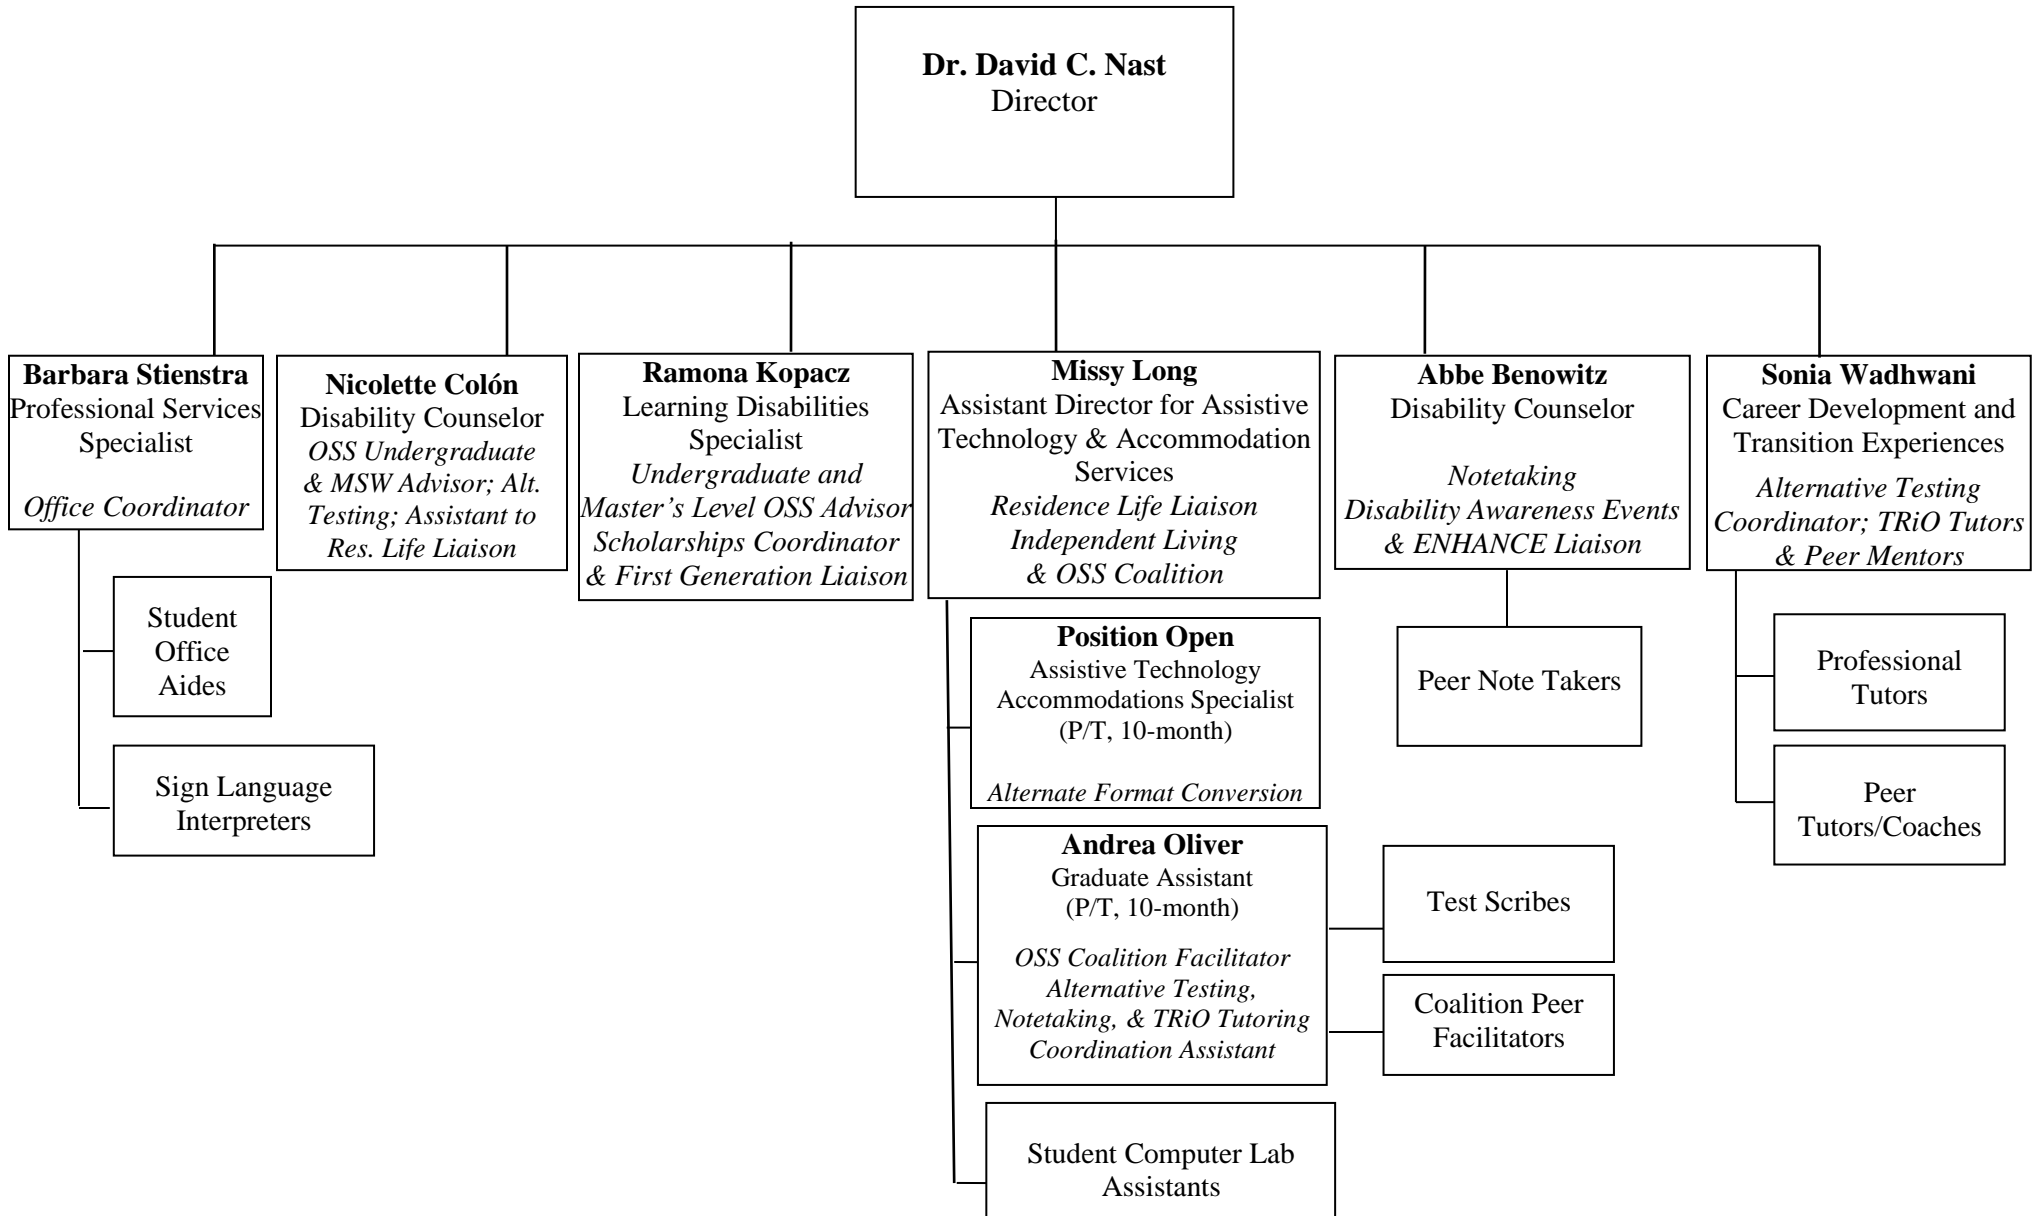 Dr. David C. Nast
Director
Barbara Stienstra
Professional Services
Specialist
Office Coordinator
Nicolette Colón
Disability Counselor
OSS Undergraduate
& MSW Advisor; Alt.
Testing; Assistant to
Res. Life Liaison
Ramona Kopacz
Learning Disabilities
Specialist
Undergraduate and
Master’s Level OSS Advisor
Scholarships Coordinator
& First Generation Liaison
Missy Long
Assistant Director for Assistive
Technology & Accommodation
Services
Residence Life Liaison
Independent Living
& OSS Coalition
Abbe Benowitz
Disability Counselor
Notetaking
Disability Awareness Events
& ENHANCE Liaison
Sonia Wadhwani
Career Development and
Transition Experiences
Alternative Testing
Coordinator; TRiO Tutors
& Peer Mentors
Student
Office
Aides
Sign Language
Interpreters
Position Open
Assistive Technology
Accommodations Specialist
(P/T, 10-month)
Alternate Format Conversion
Andrea Oliver
Graduate Assistant
(P/T, 10-month)
OSS Coalition Facilitator
Alternative Testing,
Notetaking, & TRiO Tutoring
Coordination Assistant
Student Computer Lab
Assistants
Test Scribes
Coalition Peer
Facilitators
Peer Note Takers
Professional
Tutors
Peer
Tutors/Coaches